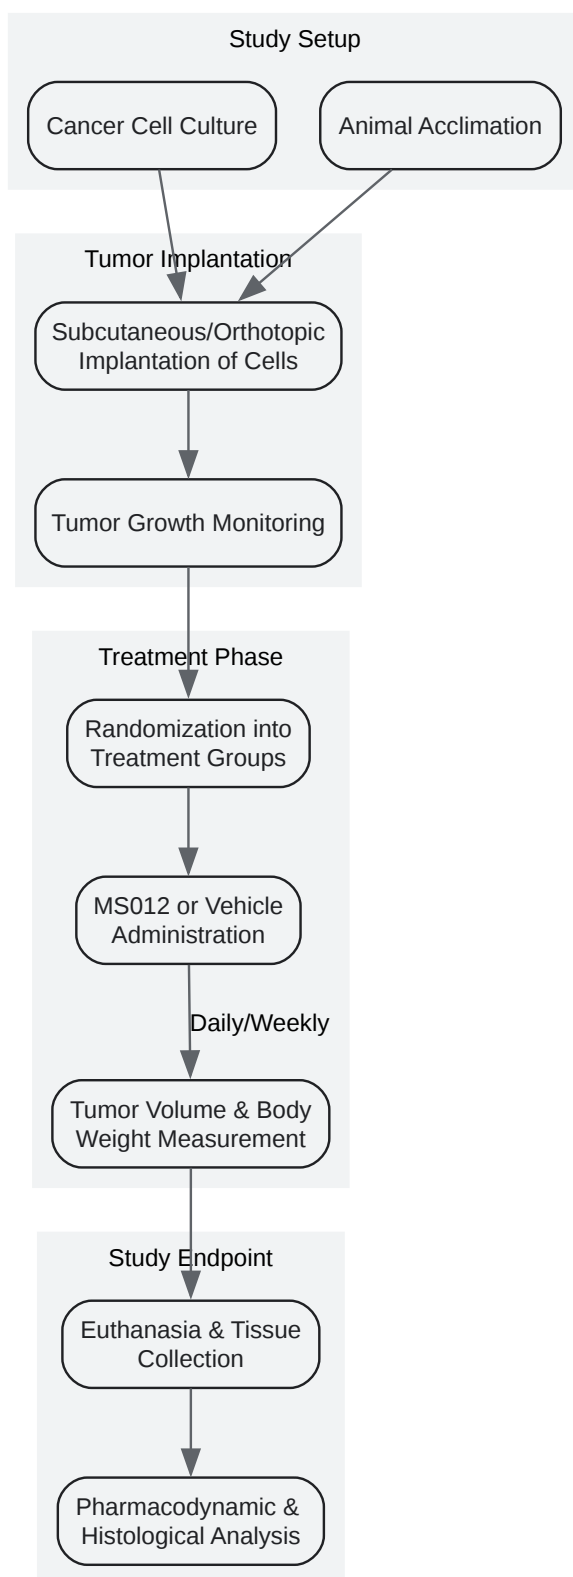 Study Setup
Cancer Cell Culture
Animal Acclimation
Tumor Implantation
Subcutaneous/Orthotopic
Implantation of Cells
Tumor Growth Monitoring
Treatment Phase
Randomization into
Treatment Groups
MS012 or Vehicle
Administration
Daily/Weekly
Tumor Volume & Body
Weight Measurement
Study Endpoint
Euthanasia & Tissue
Collection
Pharmacodynamic &
Histological Analysis